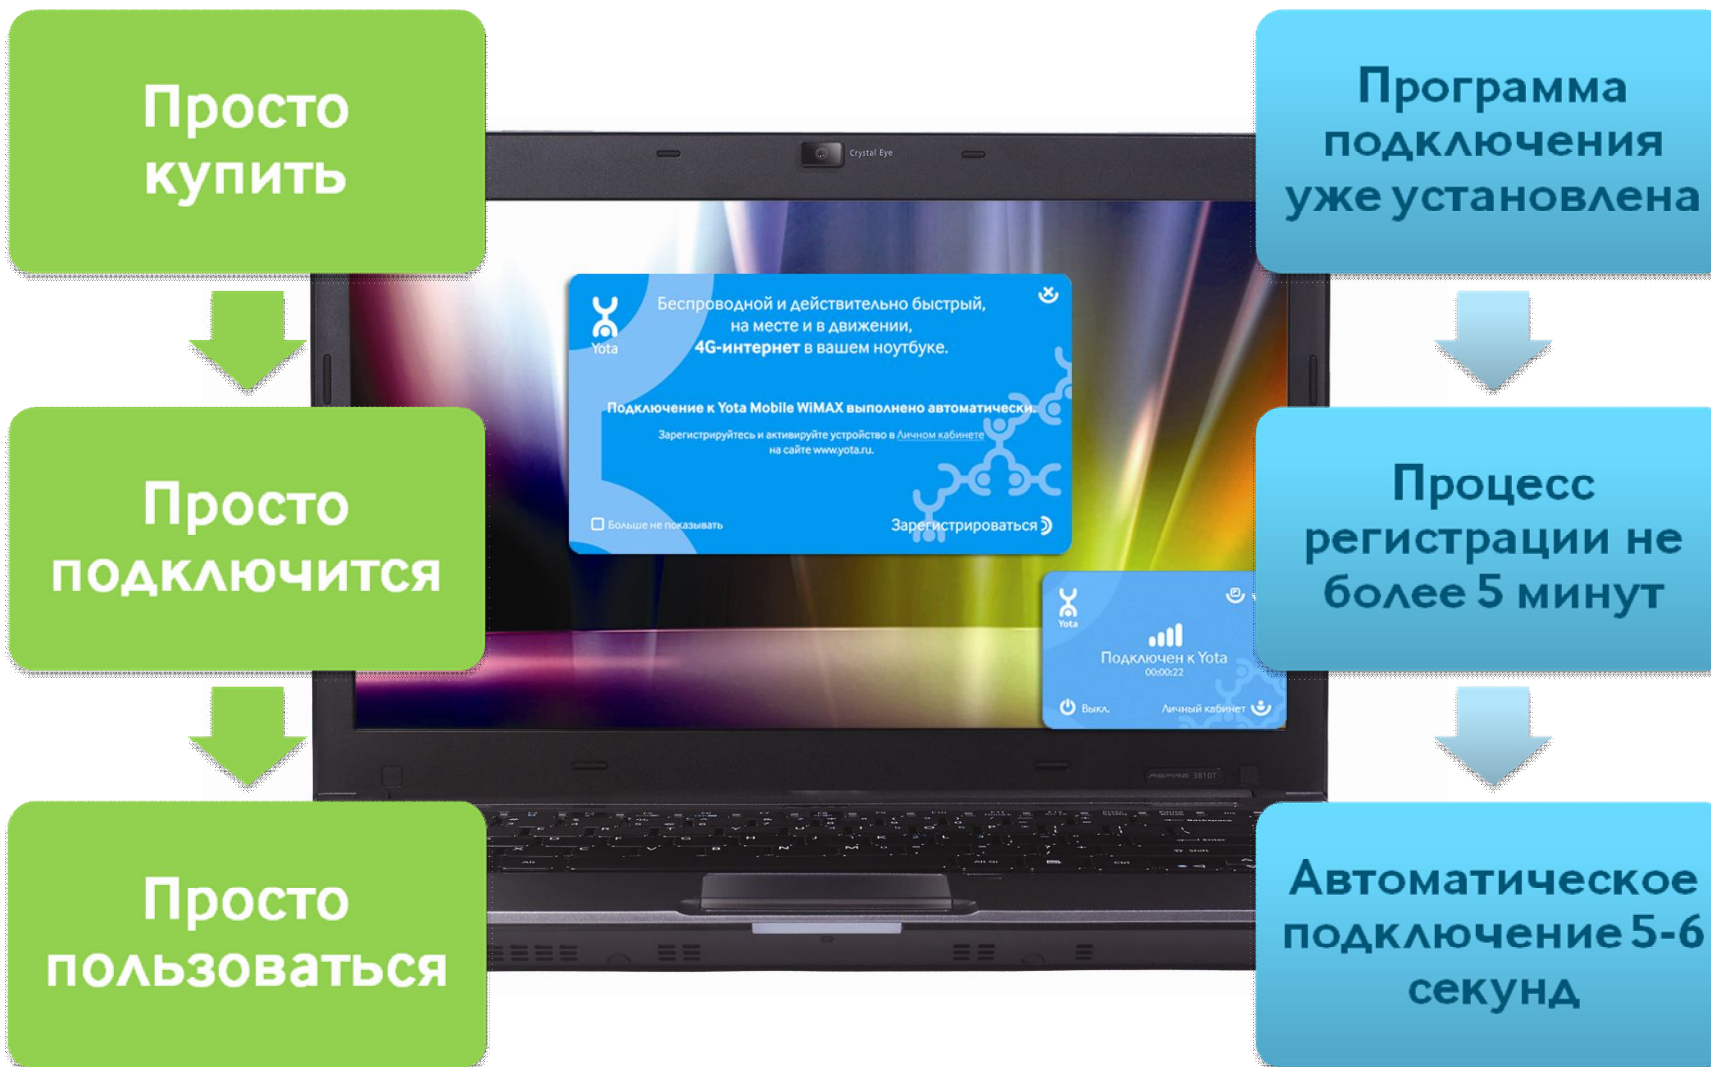 Просто
купить
Просто
подключится
Просто
пользоваться
Crystal Eye
Yota
Беспроводной и действительно быстрый,
на месте и в движении,
4G-интернет в вашем ноутбуке.
Подключение к Yota Mobile WiMAX выполнено автоматически.
Зарегистрируйтесь и активируйте устройство в Личном кабинете
на сайте www.yota.ru.
Больше не показывать
Зарегистрироваться
Yota
Подключен к Yota
00:00:22
Выкл.
Личный кабинет
ASPIRE 3810T
Программа
подключения
уже установлена
Процесс
регистрации не
более 5 минут
Автоматическое
подключение 5-6
секунд